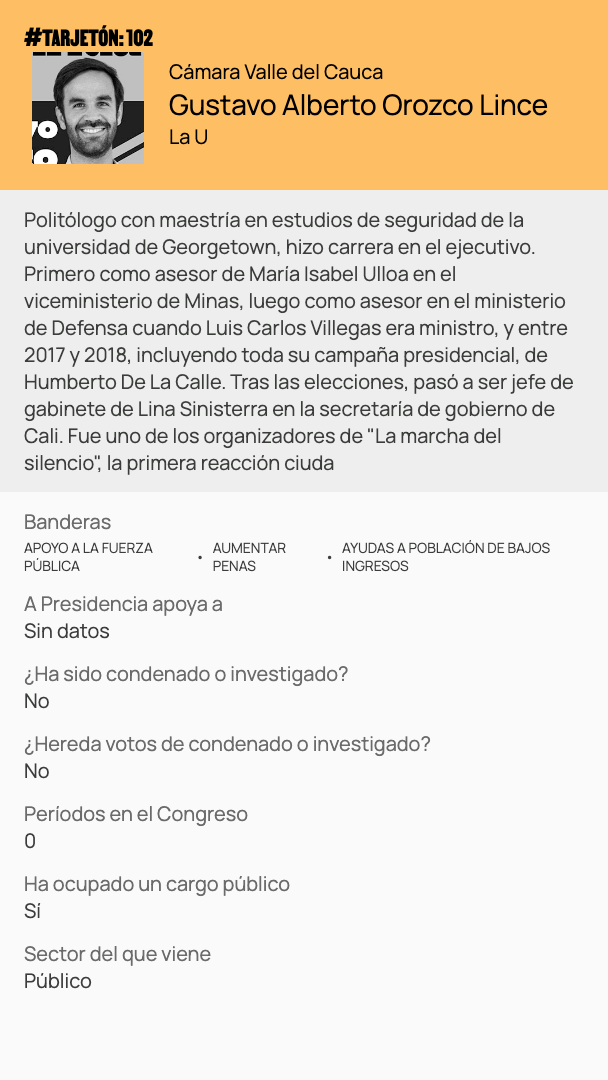 #TARJETÓN: 102
Cámara Valle del Cauca
Gustavo Alberto Orozco Lince
La U
Politólogo con maestría en estudios de seguridad de la
universidad de Georgetown, hizo carrera en el ejecutivo.
Primero como asesor de María Isabel Ulloa en el
viceministerio de Minas, luego como asesor en el ministerio
de Defensa cuando Luis Carlos Villegas era ministro, y entre
2017 y 2018, incluyendo toda su campaña presidencial, de
Humberto De La Calle. Tras las elecciones, pasó a ser jefe de
gabinete de Lina Sinisterra en la secretaría de gobierno de
Cali. Fue uno de los organizadores de "La marcha del
silencio", la primera reacción ciuda
Banderas
APOYO A LA FUERZA PÚBLICA · AUMENTAR PENAS · AYUDAS A POBLACIÓN DE BAJOS INGRESOS
A Presidencia apoya a
Sin datos
¿Ha sido condenado o investigado?
No
¿Hereda votos de condenado o investigado?
No
Períodos en el Congreso
0
Ha ocupado un cargo público
Sí
Sector del que viene
Público